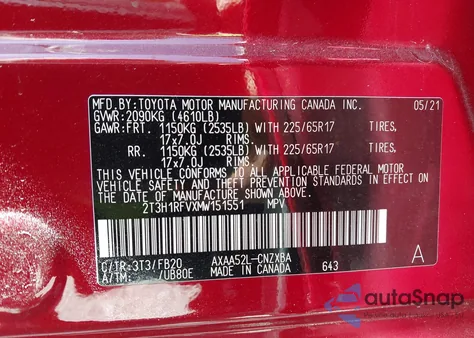 MFD. BY: TOYOTA MOTOR MANUFACTURING CANADA INC. 05/21
GVWR: 2090KG (4610LB)
GAWR: FRT. 1150KG (2535LB) WITH 225/65R17 TIRES,
17x7.0J RIMS,
RR. 1150KG (2535LB) WITH 225/65R17 TIRES,
17x7.0J RIMS,
THIS VEHICLE CONFORMS TO ALL APPLICABLE FEDERAL MOTOR
VEHICLE SAFETY STANDARDS IN EFFECT ON THE
DATE OF MANUFACTURE SHOWN ABOVE.
2T3H1RFVXMW151551 MPV
C/TR: 3T3/FB20 AXAA52L-CNZXBA A
A/TM: /UB80E MADE IN CANADA 643
autoSnap